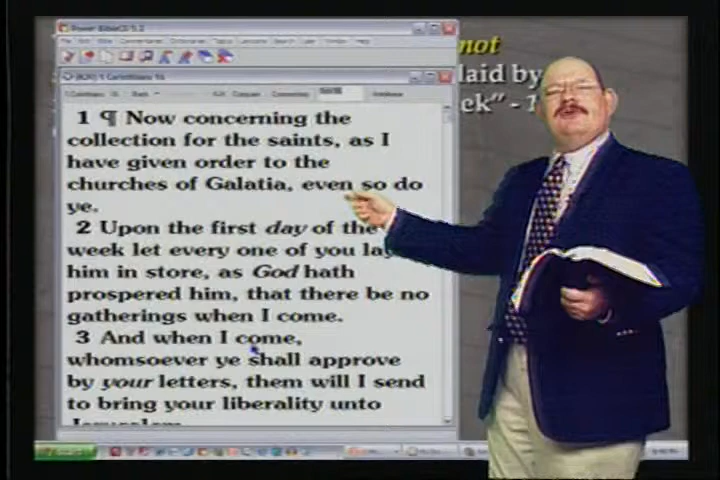 Power BibleCD 5.2
not
(KJV) 1 Corinthians 16
laid by
ek" - 1
1 ¶ Now concerning the
collection for the saints, as I
have given order to the
churches of Galatia, even so do
ye.
2 Upon the first day of the
week let every one of you lay
him in store, as God hath
prospered him, that there be no
gatherings when I come.
3 And when I come,
whomsoever ye shall approve
by your letters, them will I send
to bring your liberality unto
Jerusalem.